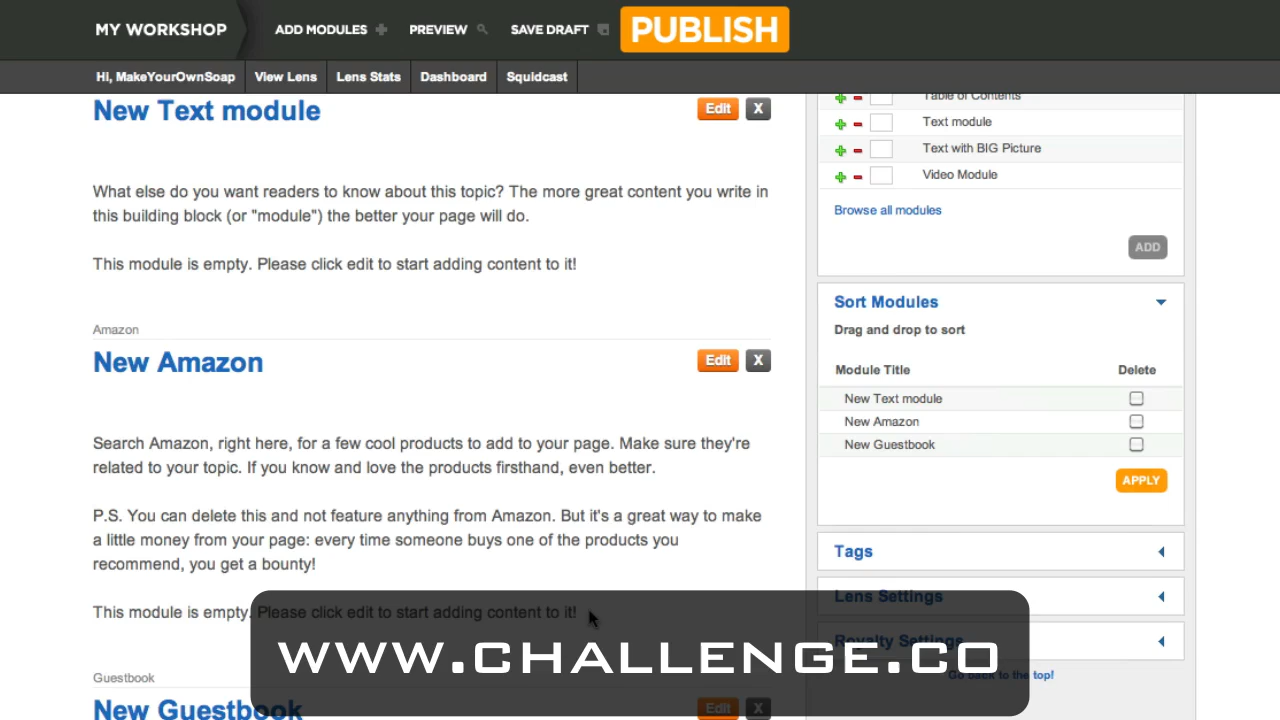 MY WORKSHOP
ADD MODULES
PREVIEW
SAVE DRAFT
PUBLISH
Hi, MakeYourOwnSoap
View Lens
Lens Stats
Dashboard
Squidcast
New Text module
Edit
X
What else do you want readers to know about this topic? The more great content you write in
this building block (or "module") the better your page will do.
This module is empty. Please click edit to start adding content to it!
Amazon
New Amazon
Edit
X
Search Amazon, right here, for a few cool products to add to your page. Make sure they're
related to your topic. If you know and love the products firsthand, even better.
P.S. You can delete this and not feature anything from Amazon. But it's a great way to make
a little money from your page: every time someone buys one of the products you
recommend, you get a bounty!
This module is empty. Please click edit to start adding content to it!
Guestbook
New Guestbook
Edit
X
Table of Contents
Text module
Text with BIG Picture
Video Module
Browse all modules
ADD
Sort Modules
Drag and drop to sort
Module Title
Delete
New Text module
New Amazon
New Guestbook
APPLY
Tags
Lens Settings
Royalty Settings
Go back to the top!
WWW.CHALLENGE.CO